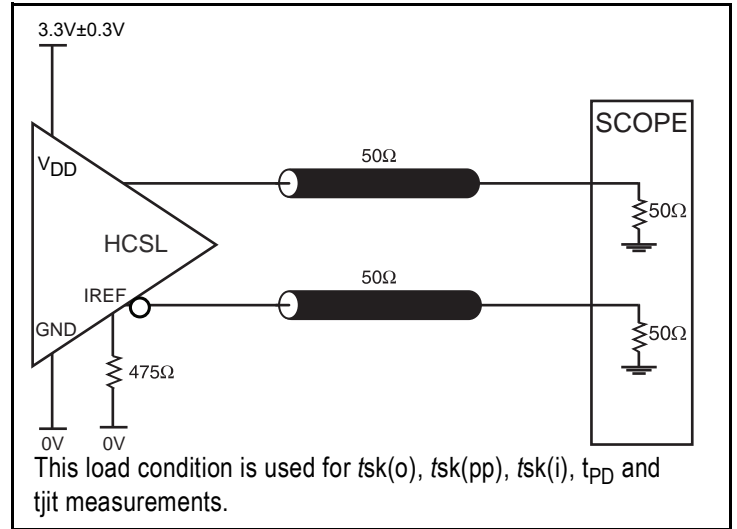 3.3V±0.3V
SCOPE
VDD
50Ω
50Ω
HCSL
50Ω
IREF
GND
50Ω
475Ω
0V
0V
This load condition is used for tsk(o), tsk(pp), tsk(i), tPD and
tjit measurements.